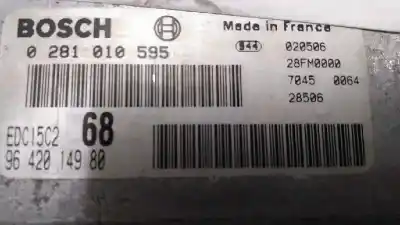 BOSCH
Made in France
0 281 010 595
S44 020506
28FM0000
7045 0064
28506
EDC15C2 68
96 420 149 80